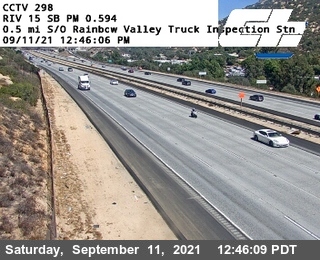 CCTV 298
RIV 15 SB PM 0.594
0.5 mi S/O Rainbow Valley Truck Inspection Stn
09/11/21 12:46:06 PM
Saturday, September 11, 2021 12:46:09 PDT